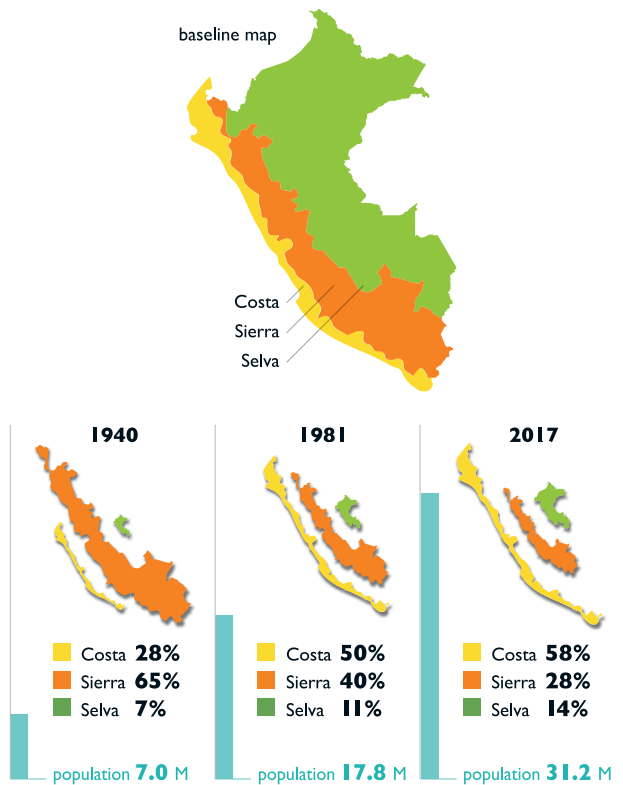 baseline map
Costa
Sierra
Selva
1940
Costa 28%
Sierra 65%
Selva 7%
population 7.0 M
1981
Costa 50%
Sierra 40%
Selva 11%
population 17.8 M
2017
Costa 58%
Sierra 28%
Selva 14%
population 31.2 M